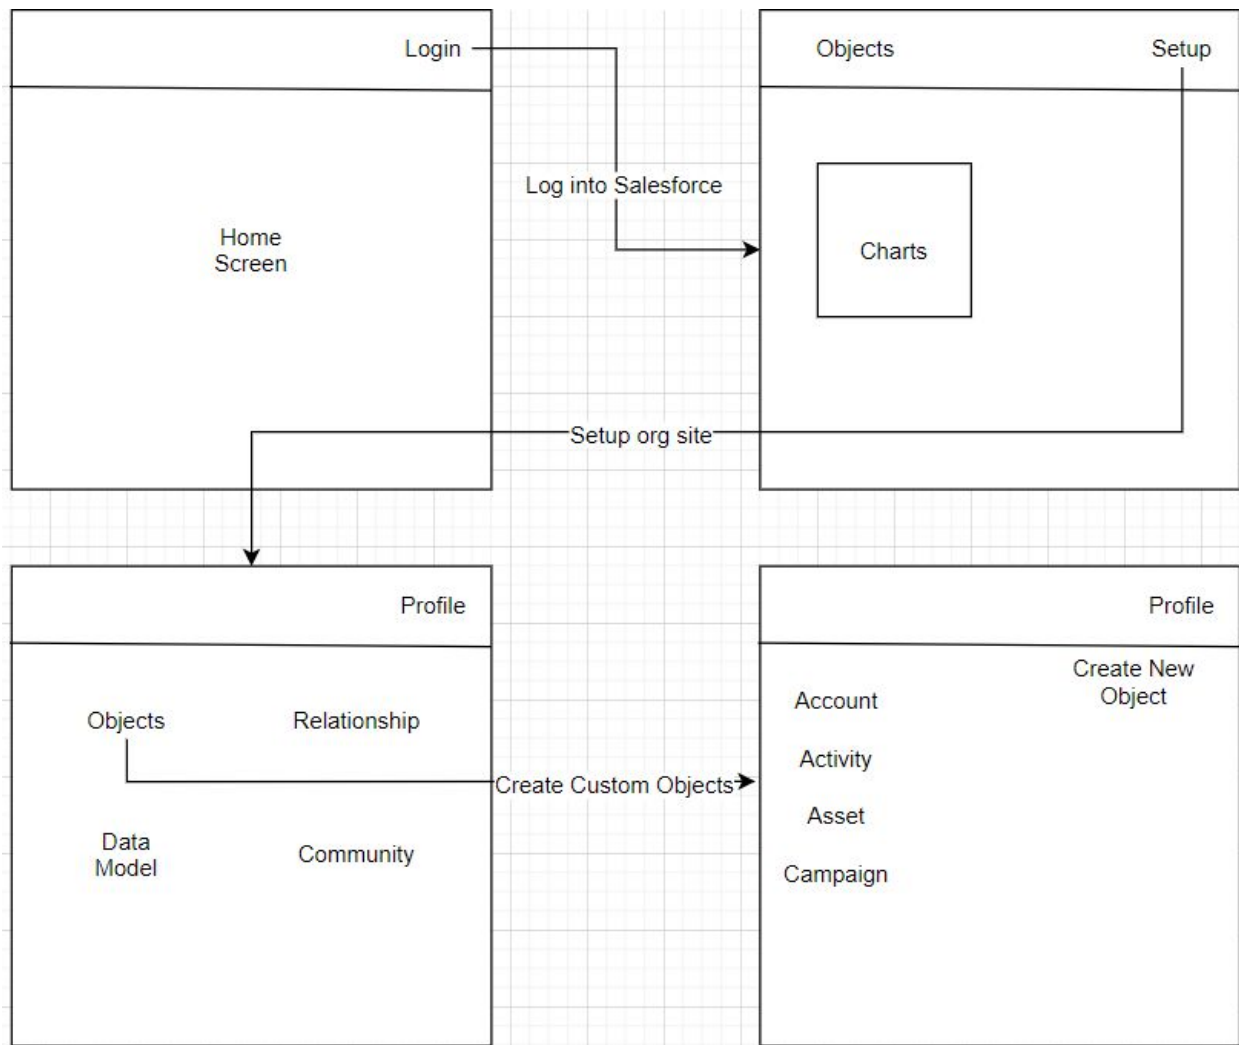 Login
Home
Screen
Log into Salesforce
Objects
Setup
Charts
Setup org site
Profile
Objects
Relationship
Create Custom Objects
Data
Model
Community
Profile
Create New
Object
Account
Activity
Asset
Campaign